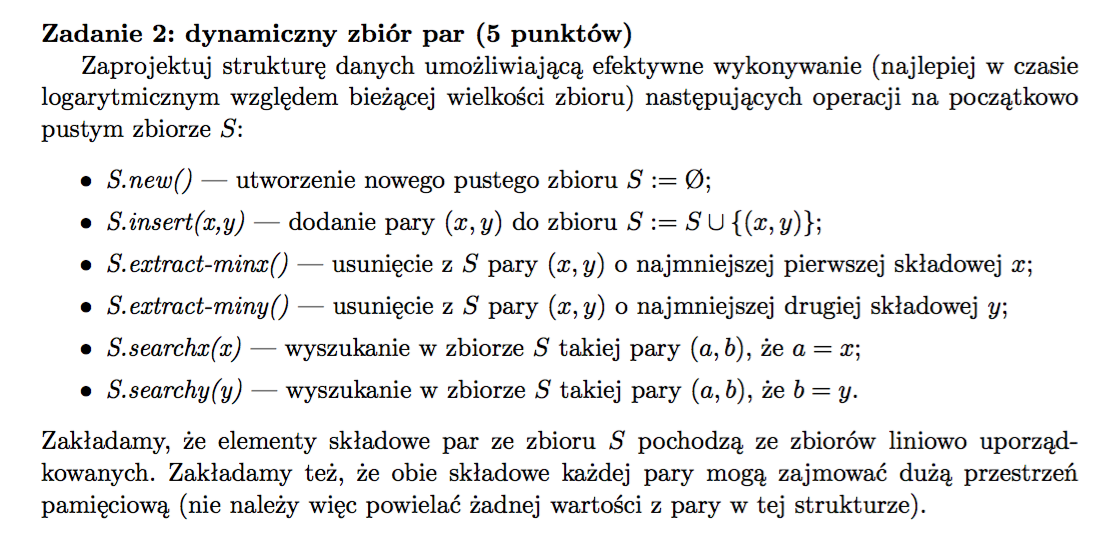 Zadanie 2: dynamiczny zbiór par (5 punktów)
Zaprojektuj strukturę danych umożliwiającą efektywne wykonywanie (najlepiej w czasie
logarytmicznym względem bieżącej wielkości zbioru) następujących operacji na początkowo
pustym zbiorze S:
• S.new() — utworzenie nowego pustego zbioru S := Ø;
• S.insert(x,y) — dodanie pary (x, y) do zbioru S := S ∪ {(x, y)};
• S.extract-minx() — usunięcie z S pary (x, y) o najmniejszej pierwszej składowej x;
• S.extract-miny() — usunięcie z S pary (x, y) o najmniejszej drugiej składowej y;
• S.searchx(x) — wyszukanie w zbiorze S takiej pary (a, b), że a = x;
• S.searchy(y) — wyszukanie w zbiorze S takiej pary (a, b), że b = y.
Zakładamy, że elementy składowe par ze zbioru S pochodzą ze zbiorów liniowo uporząd-
kowanych. Zakładamy też, że obie składowe każdej pary mogą zajmować dużą przestrzeń
pamięciową (nie należy więc powielać żadnej wartości z pary w tej strukturze).